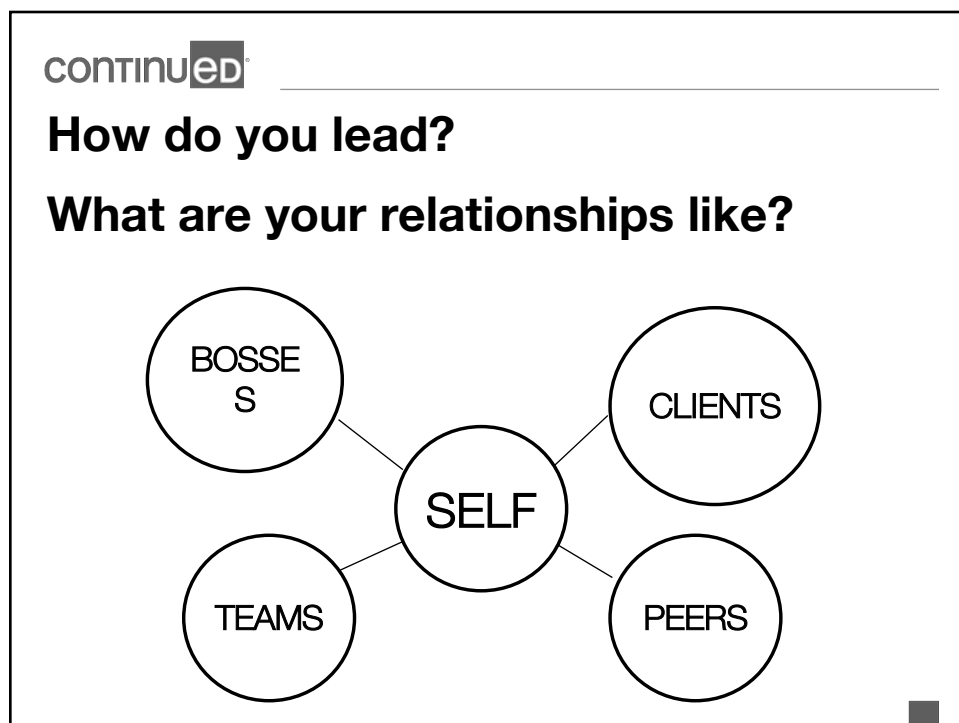 continued®
How do you lead?
What are your relationships like?
BOSSE
S
CLIENTS
SELF
TEAMS
PEERS